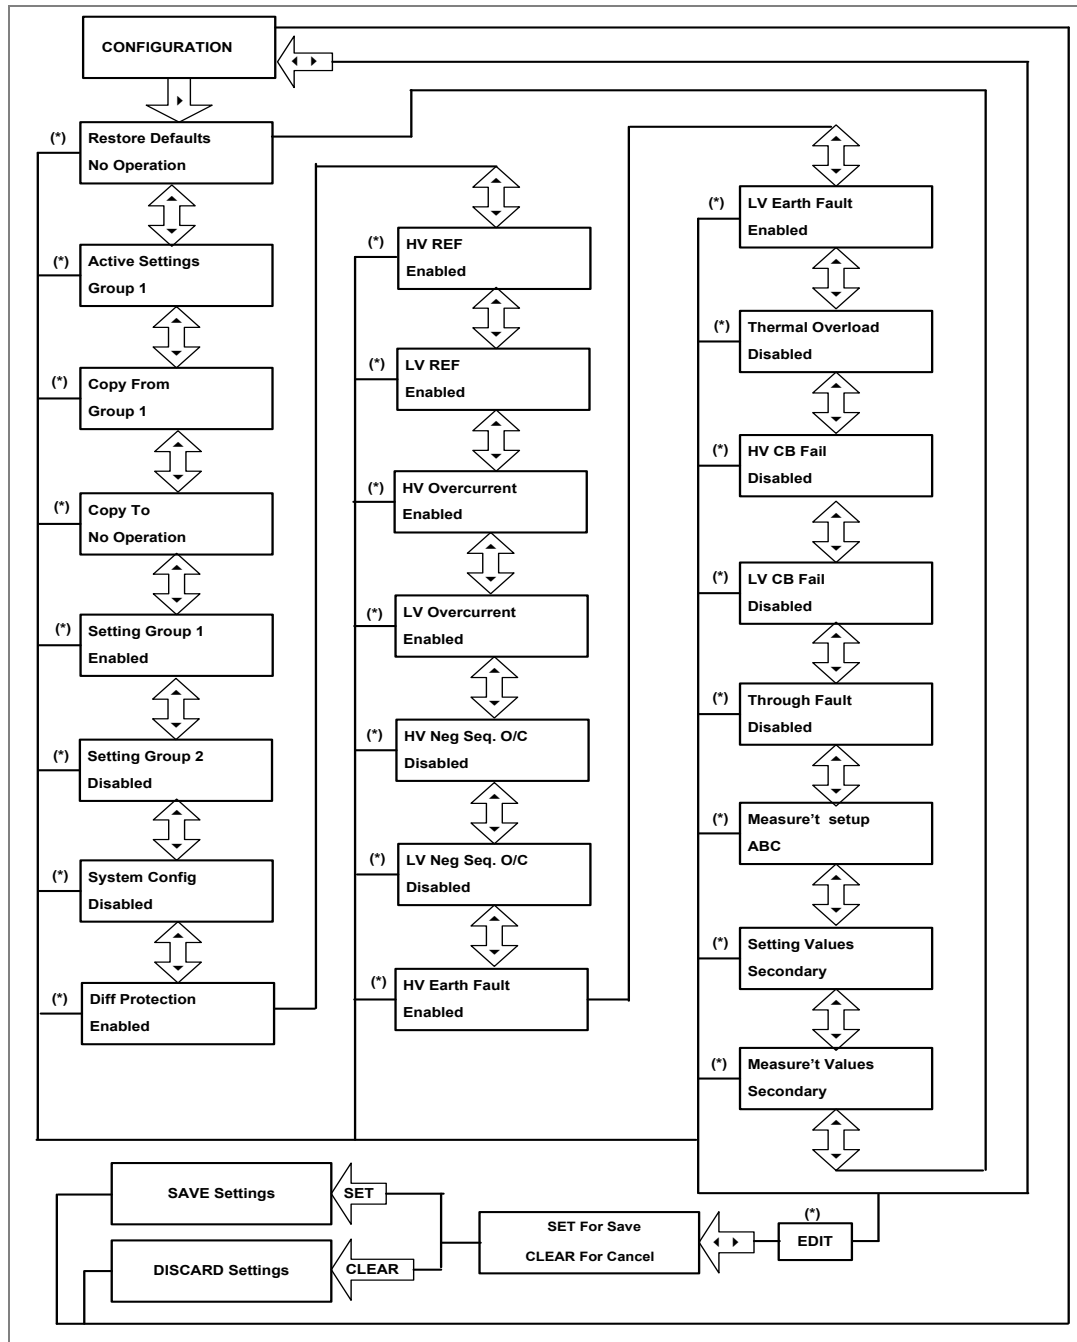 CONFIGURATION
(*)
Restore Defaults
No Operation
(*)
Active Settings
Group 1
(*)
Copy From
Group 1
(*)
Copy To
No Operation
(*)
Setting Group 1
Enabled
(*)
Setting Group 2
Disabled
(*)
System Config
Disabled
(*)
Diff Protection
Enabled
(*)
HV REF
Enabled
(*)
LV REF
Enabled
(*)
HV Overcurrent
Enabled
(*)
LV Overcurrent
Enabled
(*)
HV Neg Seq. O/C
Disabled
(*)
LV Neg Seq. O/C
Disabled
(*)
HV Earth Fault
Enabled
(*)
LV Earth Fault
Enabled
(*)
Thermal Overload
Disabled
(*)
HV CB Fail
Disabled
(*)
LV CB Fail
Disabled
(*)
Through Fault
Disabled
(*)
Measure't setup
ABC
(*)
Setting Values
Secondary
(*)
Measure't Values
Secondary
SAVE Settings
SET
DISCARD Settings
CLEAR
SET For Save
CLEAR For Cancel
(*)
EDIT